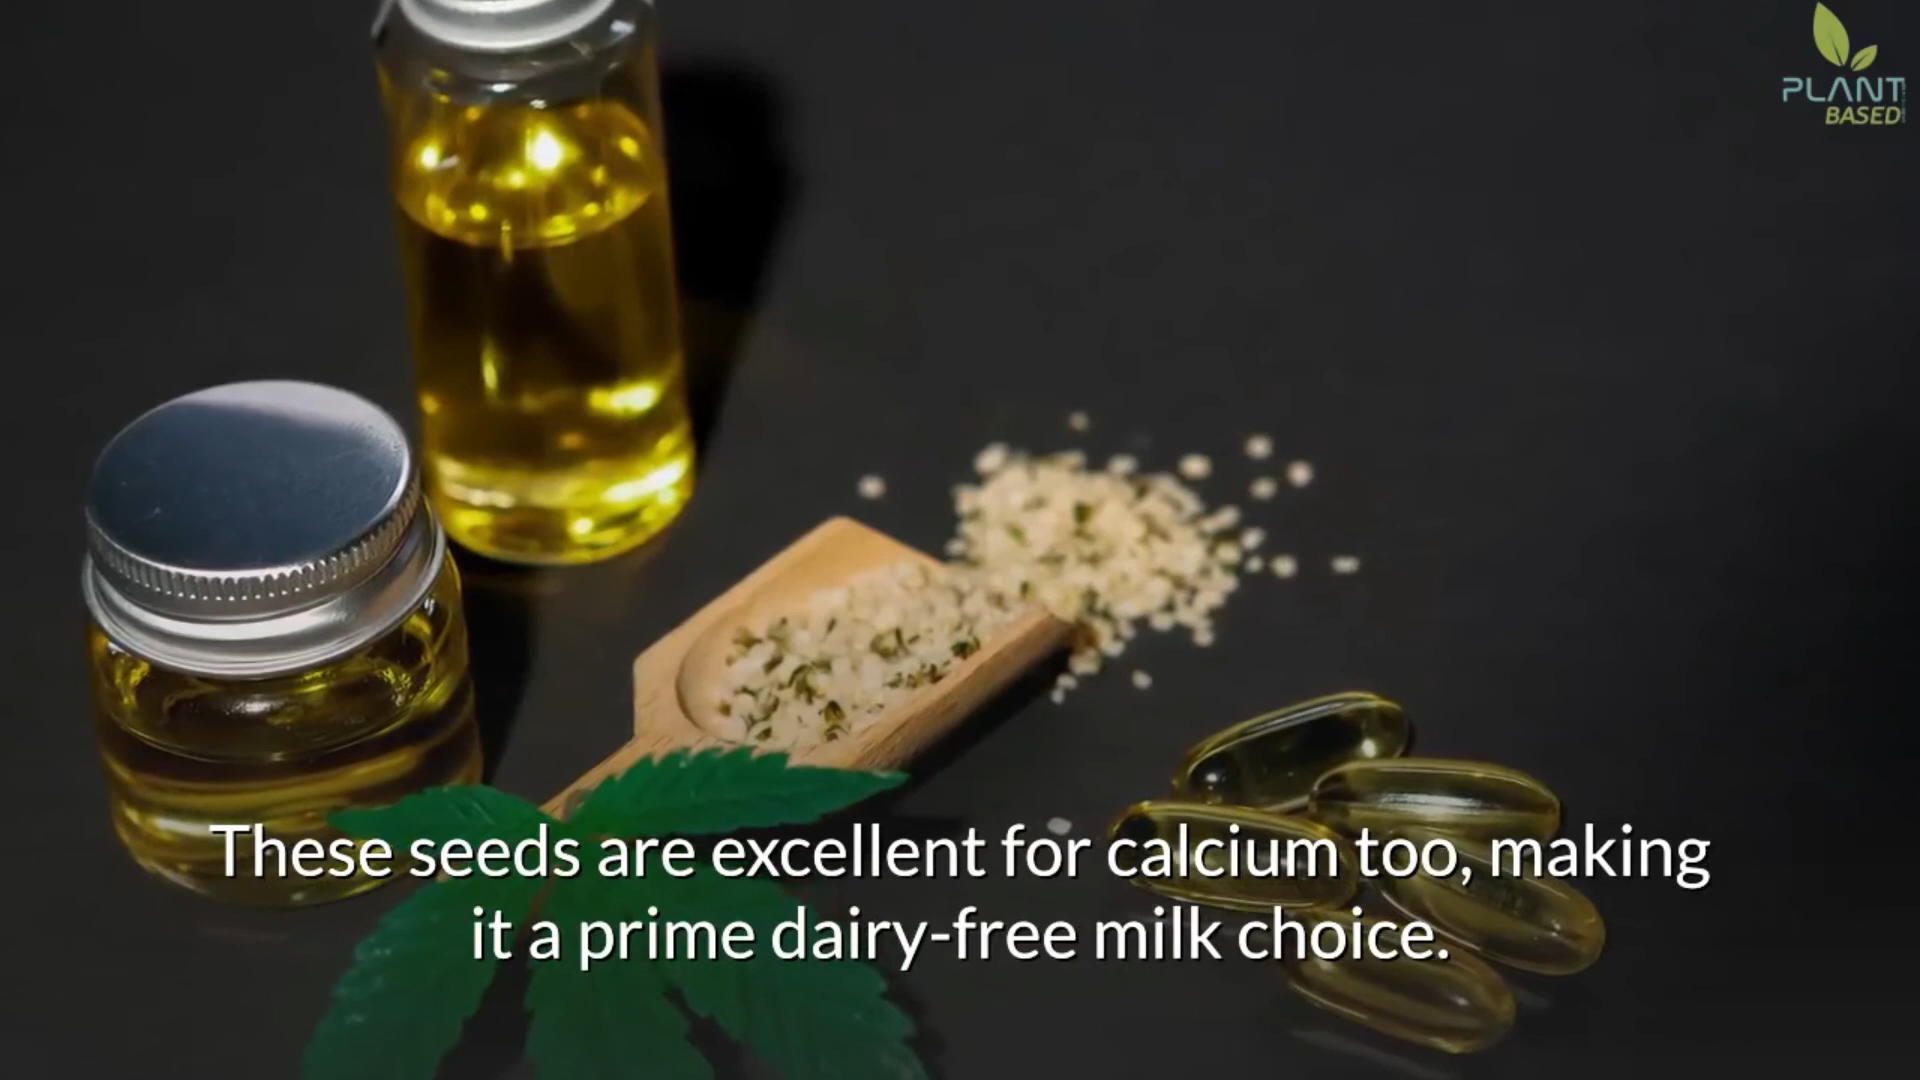 PLANT
BASED
These seeds are excellent for calcium too, making
it a prime dairy-free milk choice.